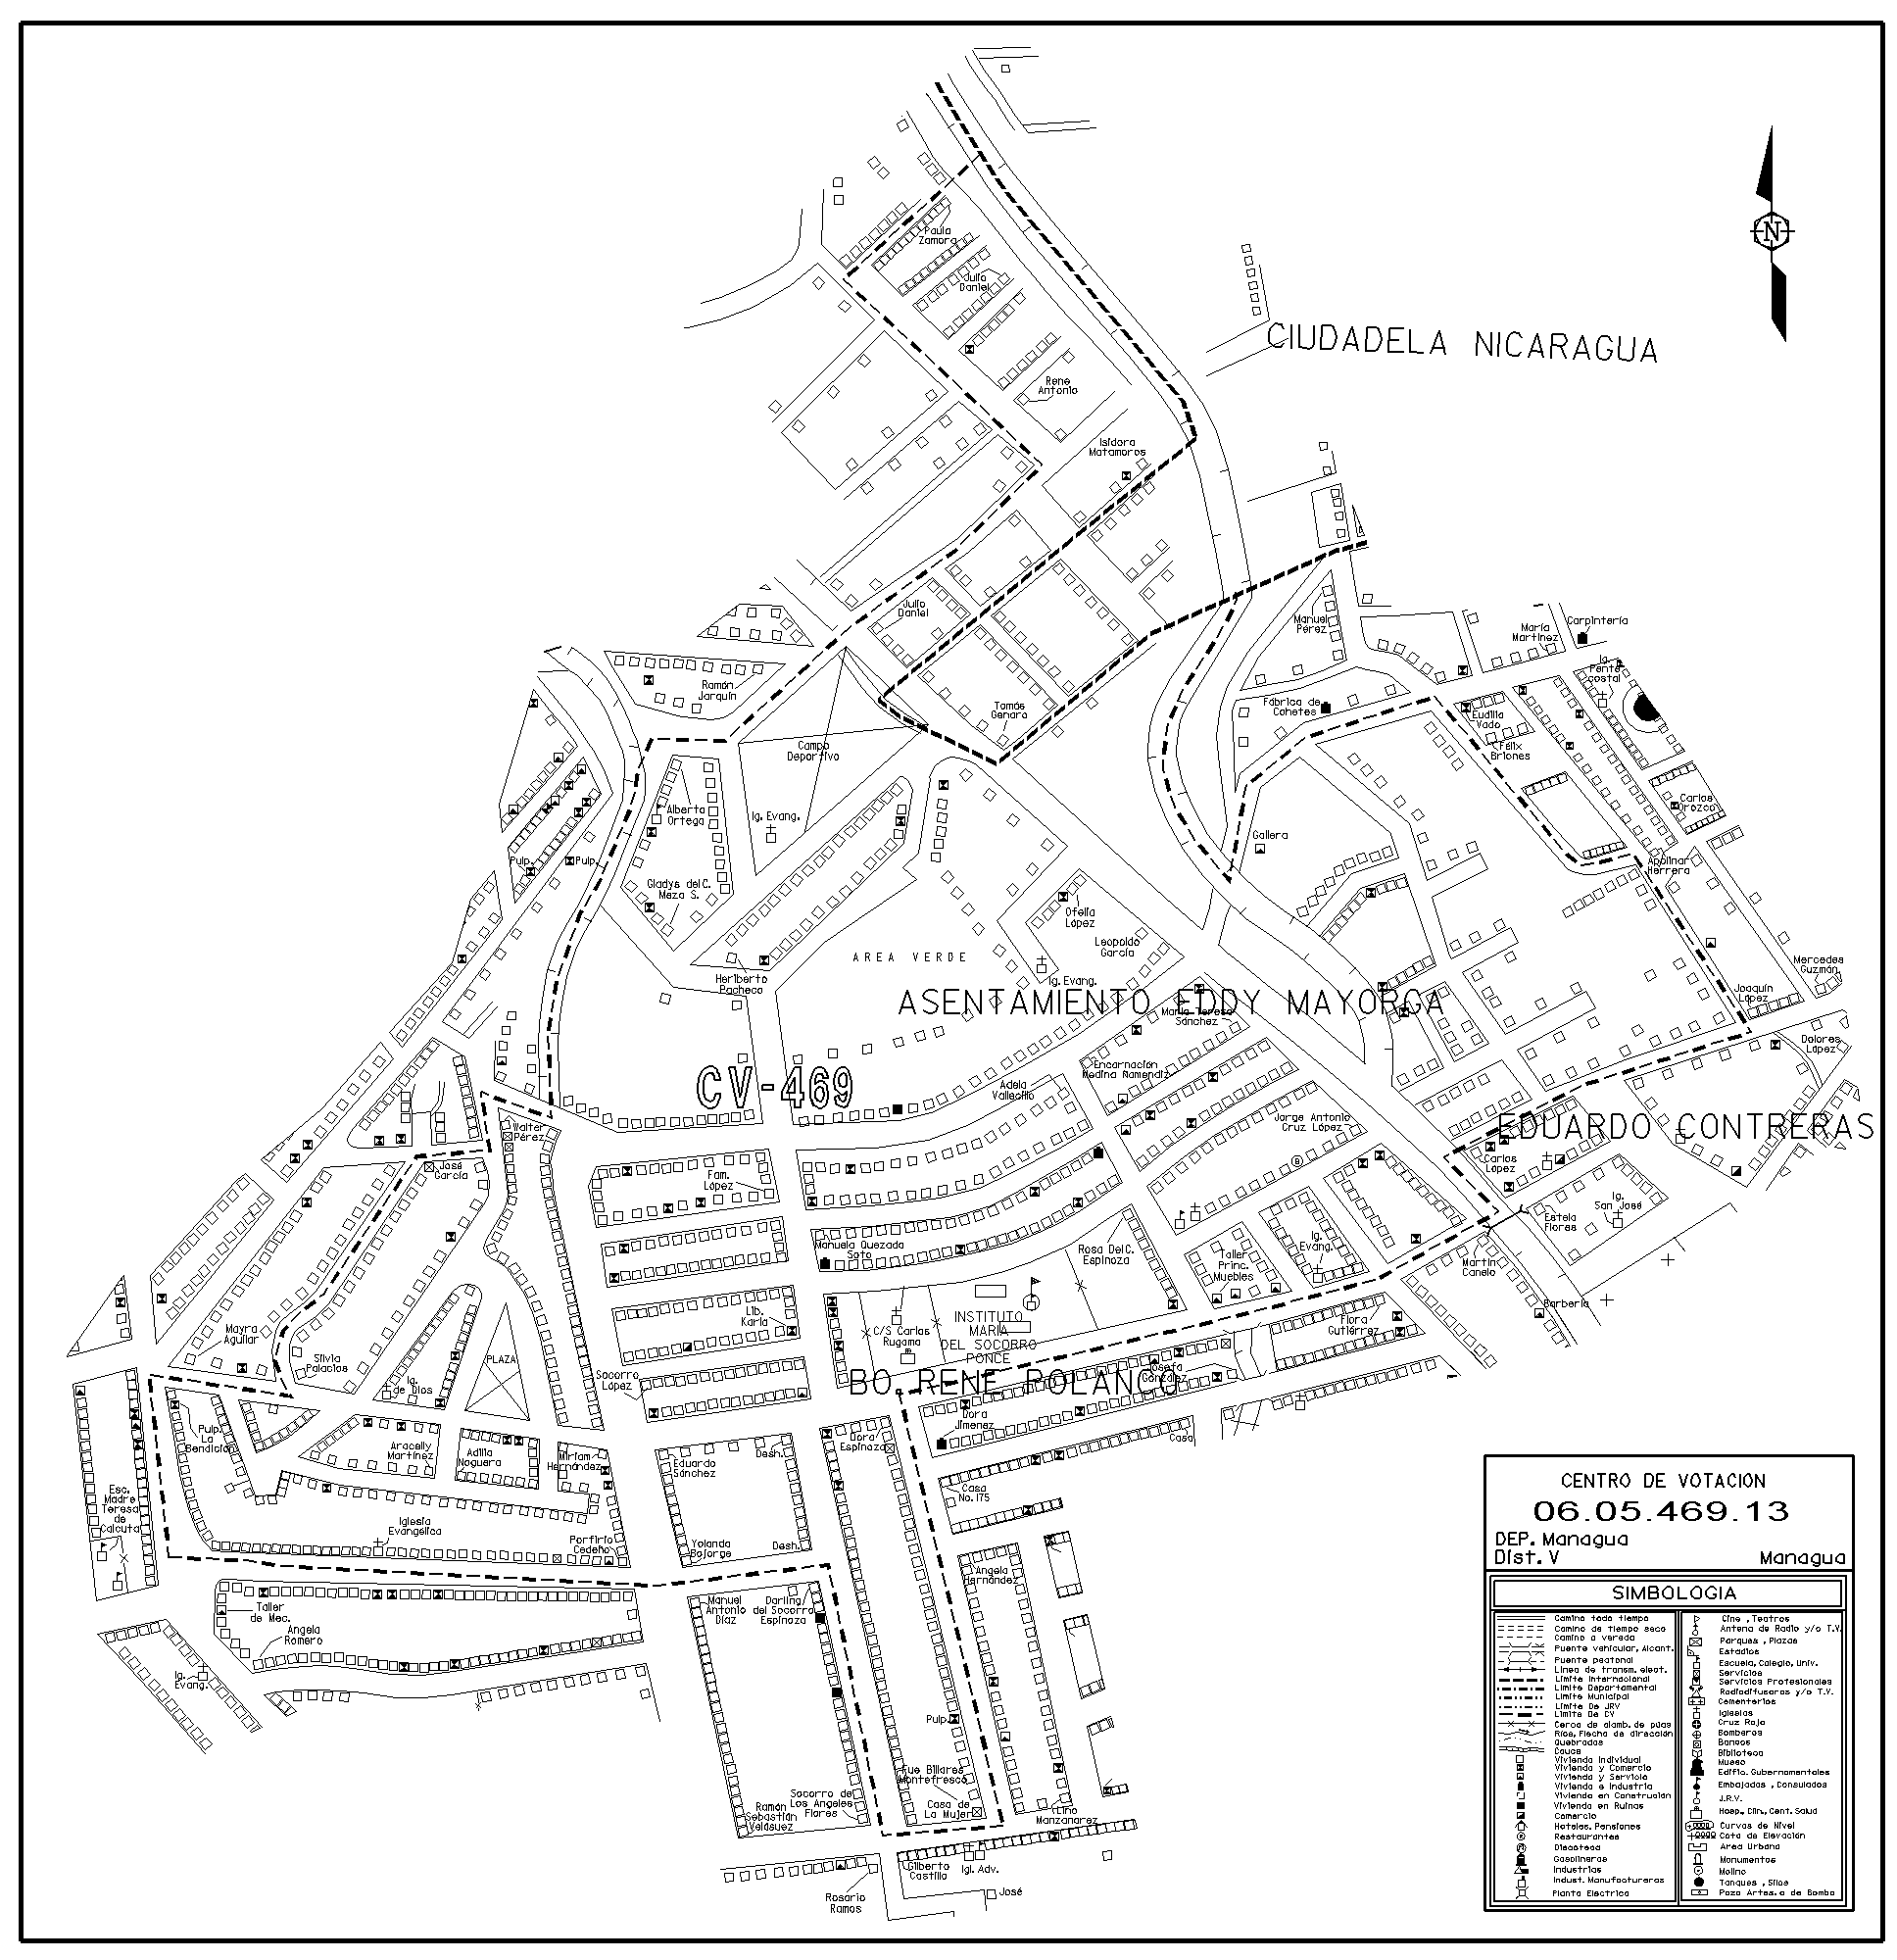 Paula
Zamora
Julio
Daniel
N
CIUDADELA NICARAGUA
Rene
Antonio
Isidora
Matamoros
Julio
Daniel
Manuel
Pérez
María
Martínez
Carpintería
Ig.
Pente
costal
Ramón
Jarquín
Tomás
Genaro
Fábrica de
Cohetes
Eudilia
Vado
Félix
Briones
Campo
Deportivo
Alberto
Ortega
Ig. Evang.
Carlos
Orozco
Gallera
Pulp.
Pulp.
Apolinar
Herrera
Gladys del C.
Meza S.
Ofelia
López
Leopoldo
García
AREA VERDE
Heriberto
Pacheco
Ig. Evang.
Mercedes
Guzmán
Joaquín
López
ASENTAMIENTO EDDY MAYORGA
María Teresa
Sánchez
Dolores
López
CV-469
Encarnación
Medina Ramendiz
Adela
Vallecillo
Jorge Antonio
Cruz López
EDUARDO CONTRERAS
Walter
Pérez
José
García
Carlos
López
Fam.
López
Estela
Flores
Ig.
San José
Manuela Quezada
Soto
Rosa Del C.
Espinoza
Taller
Princ.
Muebles
Ig.
Evang.
Martín
Canelo
Barbería
Mayra
Aguilar
Lib.
Karla
C/S Carlos
Rugama
INSTITUTO
MARIA
DEL SOCORRO
PONCE
Flora
Gutiérrez
Silvia
Palacios
PLAZA
Ig.
de Dios
Socorro
López
BO. RENE POLANCO
Josefa
González
Pulp.
La
Bendición
Aracelly
Martínez
Adilia
Noguera
Miriam
Hernández
Eduardo
Sánchez
Desh.
Dora
Espinoza
Dora
Jimenez
Casa
Casa
No. 175
Esc.
Madre
Teresa
de
Calcuta
Iglesia
Evangélica
Porfirio
Cedeño
Yolanda
Bojorge
Desh.
Angela
Hernández
Taller
de Mec.
Angela
Romero
Manuel
Antonio
Díaz
Darling
del Socorro
Espinoza
Ig.
Evang.
Pulp.
Fue Billares
Montefresco
Casa de
La Mujer
Socorro de
Los Angeles
Flores
Ramón
Sebastián
Velásuez
Lino
Manzanarez
Gilberto
Castillo
Igl. Adv.
José
Rosario
Ramos
CENTRO DE VOTACION
06.05.469.13
DEP. Managua
Dist. V Managua
SIMBOLOGIA
Camino todo tiempo
Camino de tiempo seco
Camino o vereda
Puente vehicular, Alcant.
Puente peatonal
Linea de transm. elect.
Limite Internacional
Limite Departamental
Limite Municipal
Limite De JRV
Limite De CV
Cerco de alamb. de púas
Ríos, Flecha de dirección
Quebradas
Cauce
Vivienda Individual
Vivienda y Comercio
Vivienda y Servicio
Vivienda e Industria
Vivienda en Construcción
Vivienda en Ruinas
Comercio
Hoteles, Pensiones
Restaurantes
Discoteca
Gasolineras
Industrias
Indust. Manufactureras
Planta Eléctrica
Cine , Teatros
Antena de Radio y/o T.V.
Parques , Plazas
Estadios
Escuela, Colegio, Univ.
Servicios
Servicios Profesionales
Radiodifusoras y/o T.V.
Cementerios
Iglesias
Cruz Roja
Bomberos
Bancos
Biblioteca
Museo
Edific. Gubernamentales
Embajadas , Consulados
J.R.V.
Hosp., Clin., Cent. Salud
Curvas de Nivel
Cota de Elevación
Area Urbana
Monumentos
Molino
Tanques , Silos
Pozo Artes. o de Bomba